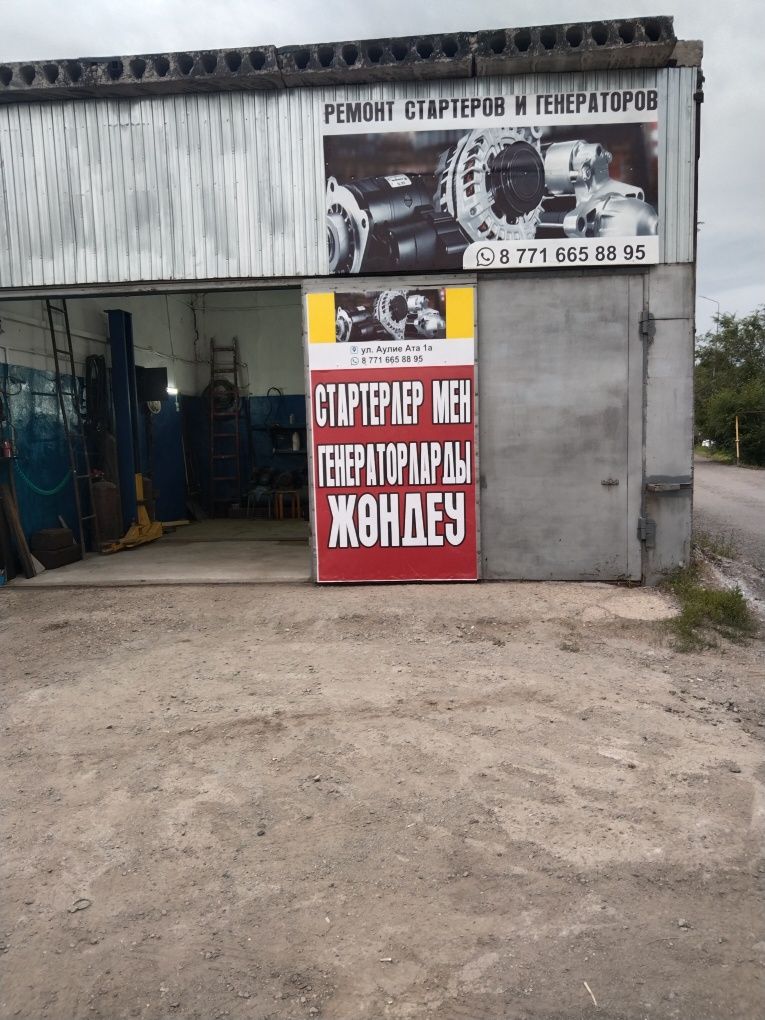 РЕМОНТ СТАРТЕРОВ И ГЕНЕРАТОРОВ
8 771 665 88 95
ул. Аулие Ата 1а
8 771 665 88 95
СТАРТЕРЛЕР МЕН
ГЕНЕРАТОРЛАРДЫ
ЖӨНДЕУ